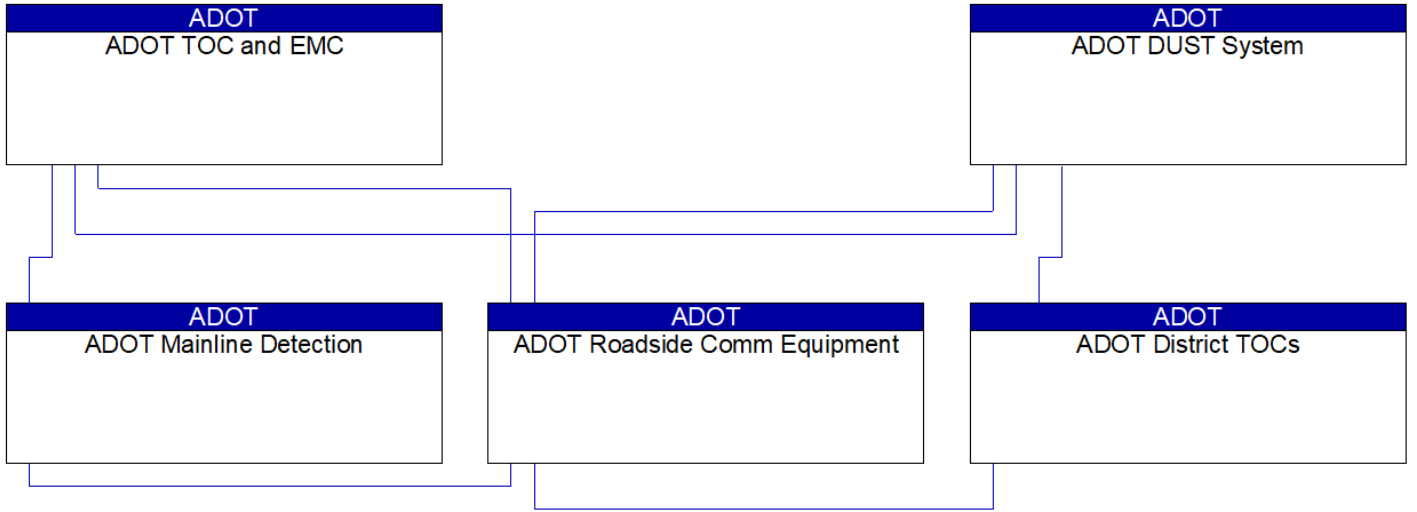 ADOT
ADOT TOC and EMC
ADOT
ADOT DUST System
ADOT
ADOT Mainline Detection
ADOT
ADOT Roadside Comm Equipment
ADOT
ADOT District TOCs